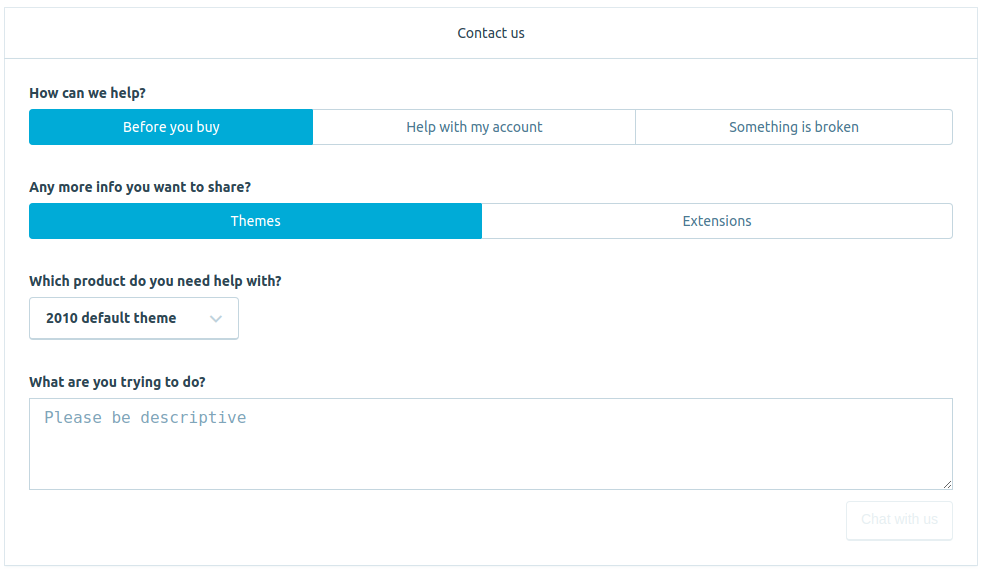 Contact us
How can we help?
Before you buy
Help with my account
Something is broken
Any more info you want to share?
Themes
Extensions
Which product do you need help with?
2010 default theme
What are you trying to do?
Please be descriptive
Chat with us